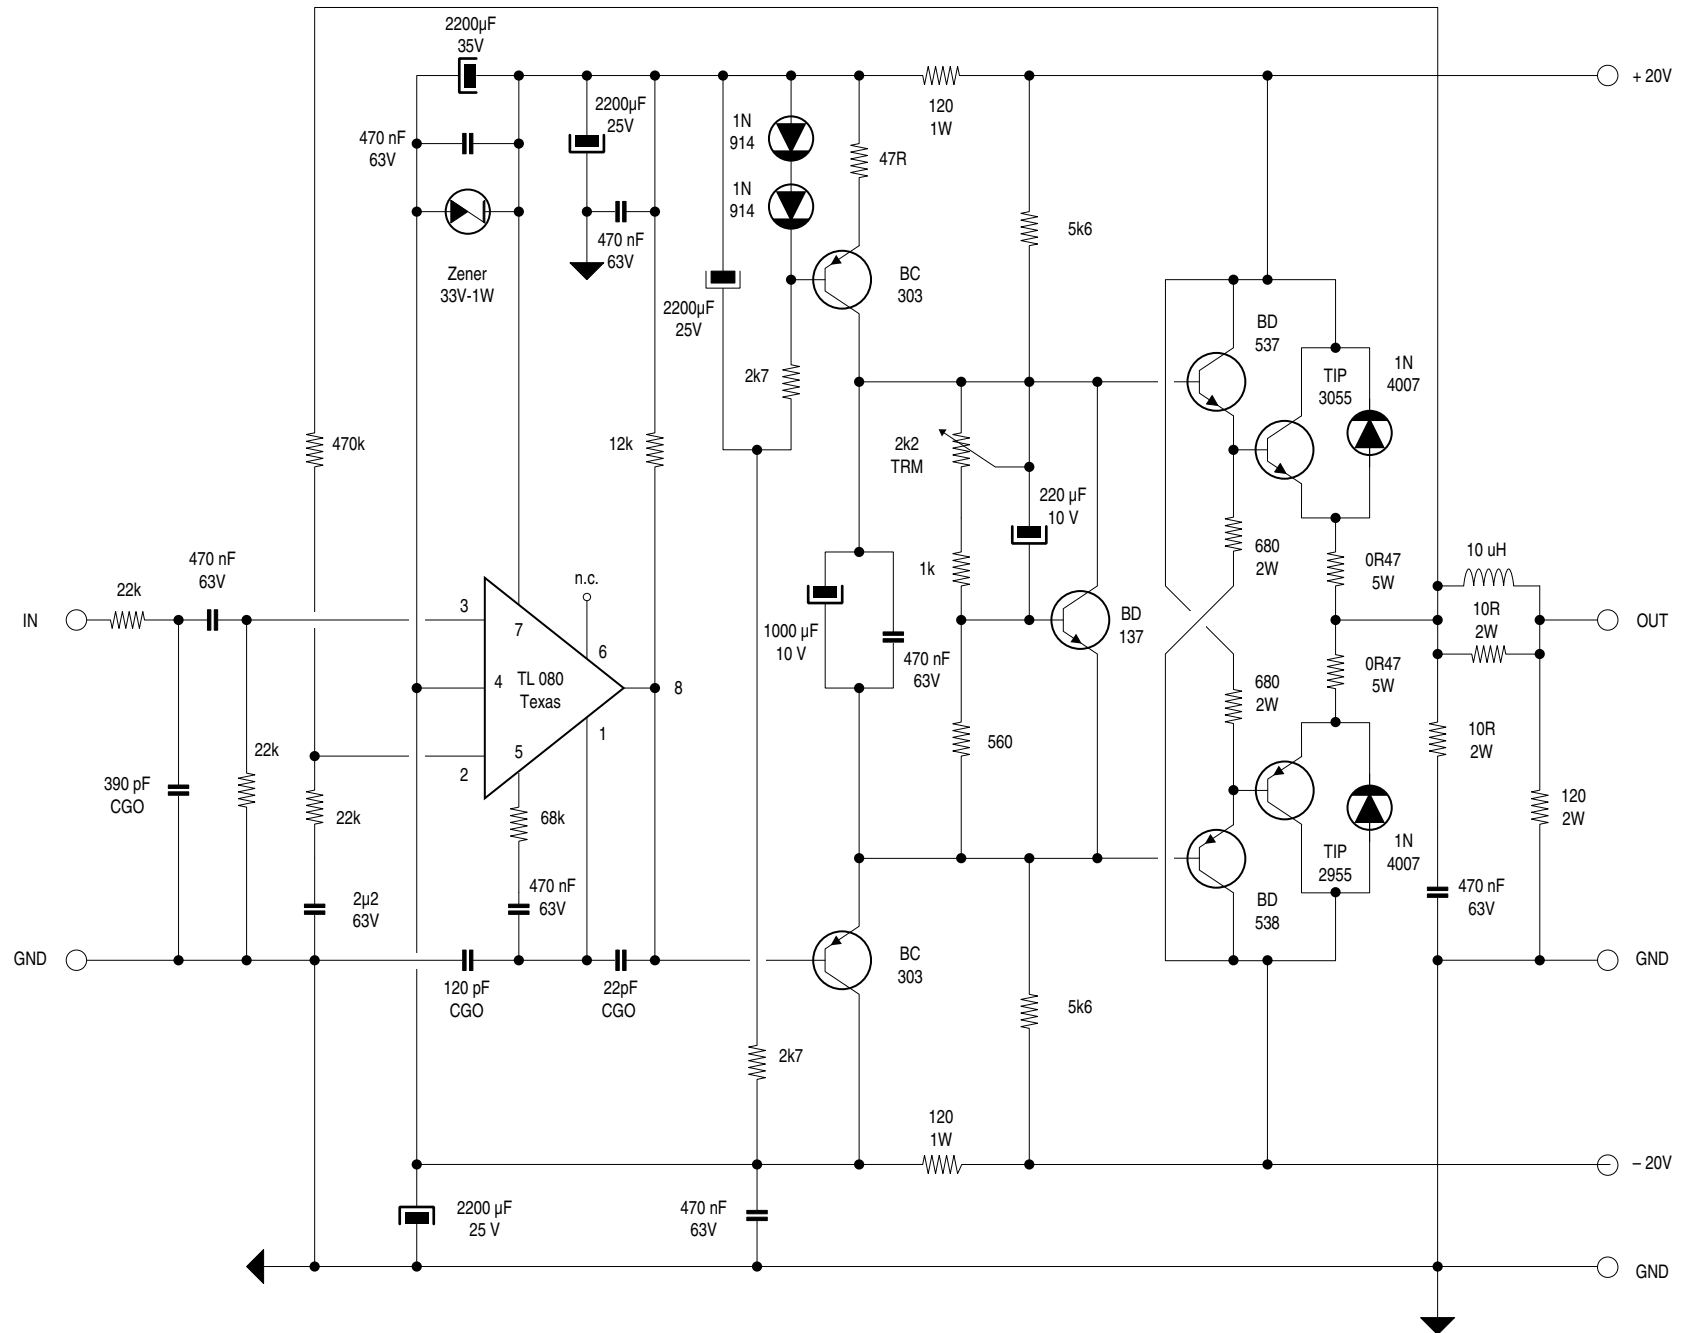 2200µF
35V
+ 20V
2200µF
25V
120
1W
1N
914
470 nF
63V
47R
1N
914
5k6
470 nF
63V
Zener
33V-1W
BC
303
2200µF
25V
BD
537
2k7
TIP
3055
1N
4007
470k
12k
2k2
TRM
220 µF
10 V
680
2W
0R47
5W
10 uH
470 nF
63V
22k
n.c.
1k
IN
3
7
6
1000 µF
10 V
BD
137
10R
2W
OUT
470 nF
63V
4
TL 080
Texas
8
680
2W
0R47
5W
22k
5
1
2
560
10R
2W
390 pF
CGO
22k
68k
120
2W
TIP
2955
1N
4007
2µ2
63V
470 nF
63V
BD
538
470 nF
63V
GND
120 pF
CGO
22pF
CGO
BC
303
GND
5k6
2k7
120
1W
– 20V
2200 µF
25 V
470 nF
63V
GND